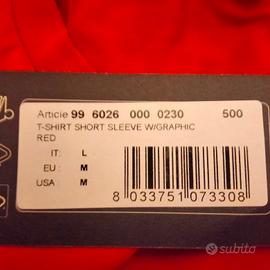 Article 99 6026 000 0230 500
T-SHIRT SHORT SLEEVE W/GRAPHIC
RED
IT: L
EU: M
USA: M
8 033751 073308
subito